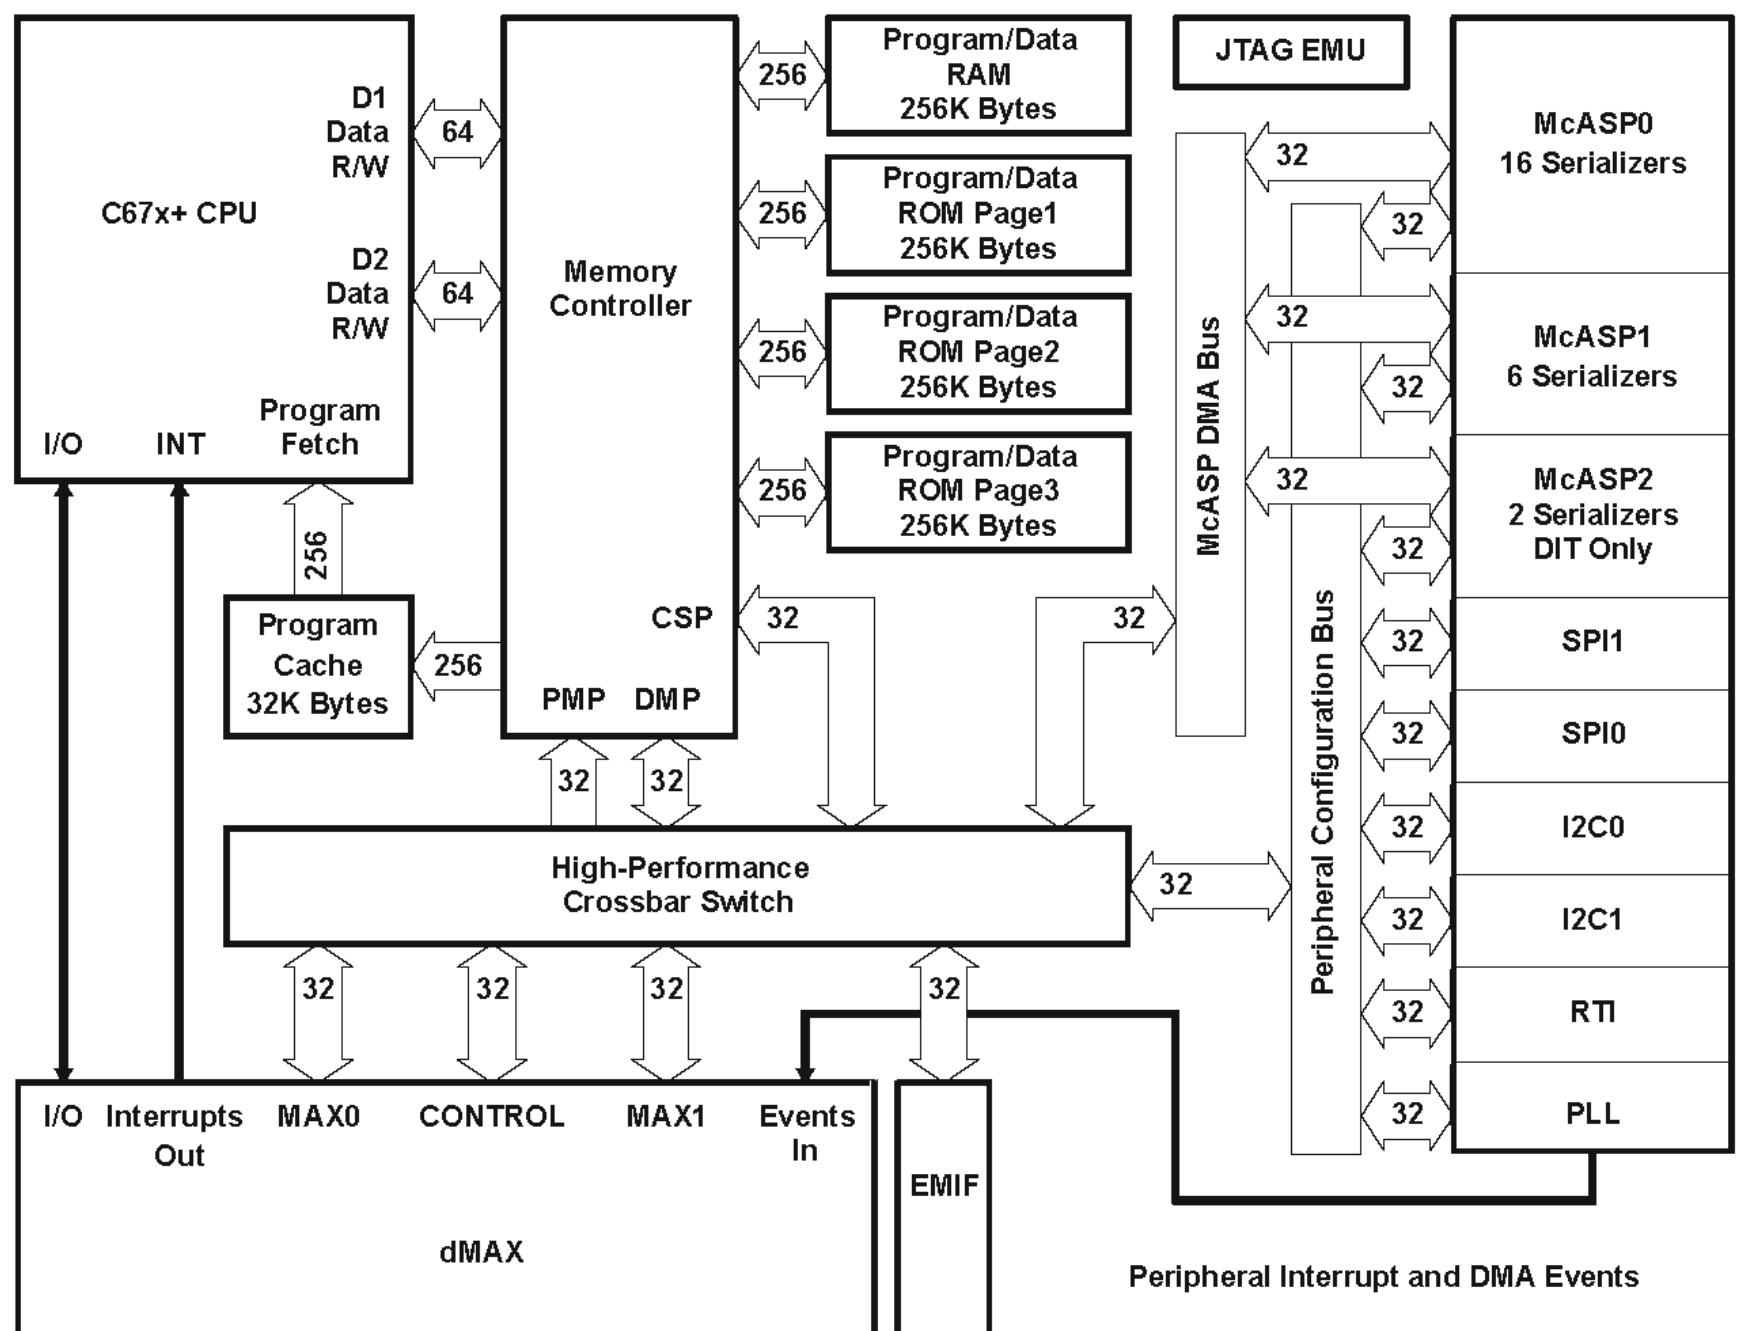 D1
Data
R/W
64
C67x+ CPU
D2
Data
R/W
64
I/O
INT
Program
Fetch
256
Program
Cache
32K Bytes
256
Memory
Controller
CSP
PMP
DMP
32
32
32
256
Program/Data
RAM
256K Bytes
256
Program/Data
ROM Page1
256K Bytes
256
Program/Data
ROM Page2
256K Bytes
256
Program/Data
ROM Page3
256K Bytes
JTAG EMU
McASP DMA Bus
32
32
32
32
Peripheral Configuration Bus
32
McASP0
16 Serializers
32
McASP1
6 Serializers
32
McASP2
2 Serializers
DIT Only
32
SPI1
32
SPI0
32
I2C0
32
I2C1
32
RTI
32
PLL
32
High-Performance
Crossbar Switch
32
32
32
32
I/O
Interrupts
Out
MAX0
CONTROL
MAX1
Events
In
dMAX
EMIF
Peripheral Interrupt and DMA Events